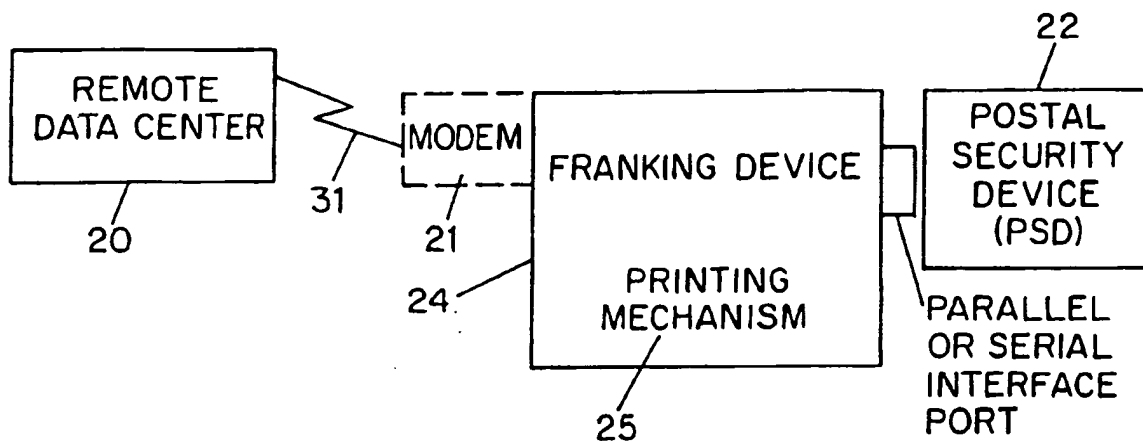 REMOTE
DATA CENTER
20
31
MODEM
21
FRANKING DEVICE
24
PRINTING
MECHANISM
25
22
POSTAL
SECURITY
DEVICE
(PSD)
PARALLEL
OR SERIAL
INTERFACE
PORT